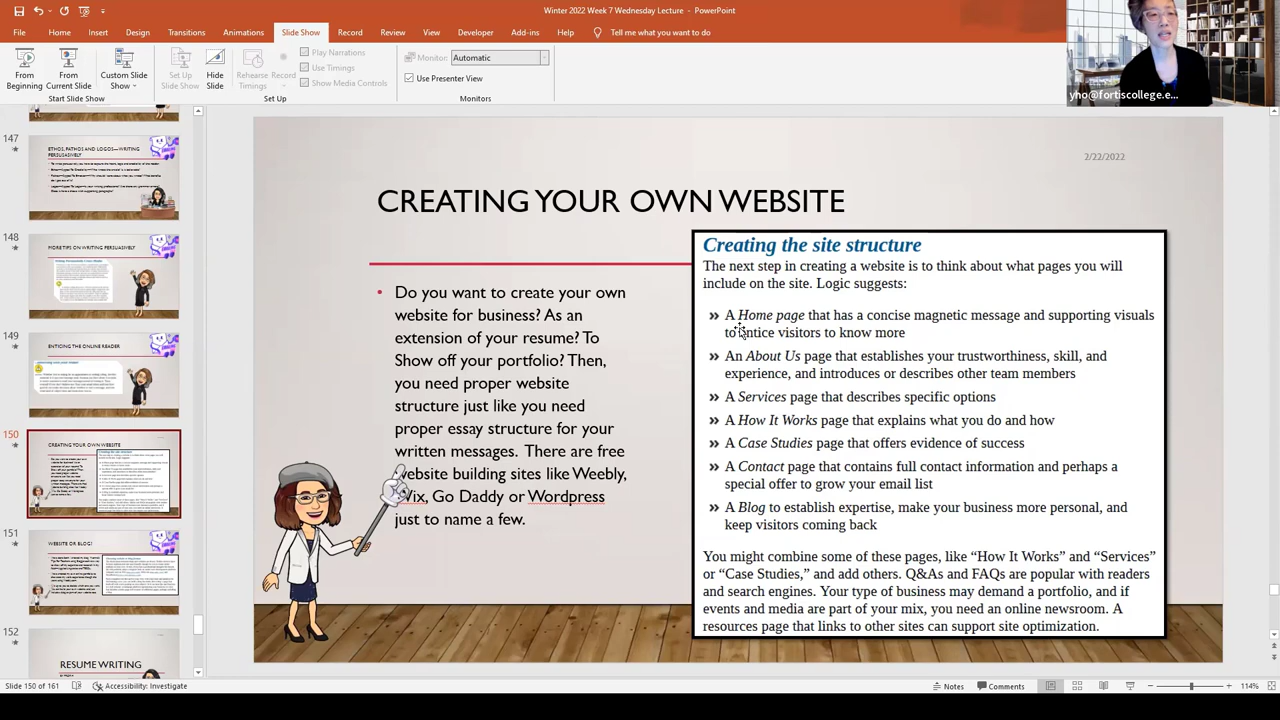 Winter 2022 Week 7 Wednesday Lecture - PowerPoint
File Home Insert Design Transitions Animations Slide Show Record Review View Developer Add-ins Help Tell me what you want to do
From Beginning
From Current Slide
Custom Slide Show
Set Up Slide Show
Hide Slide
Rehearse Timings
Record
Play Narrations
Use Timings
Show Media Controls
Monitor: Automatic
Use Presenter View
Start Slide Show
Set Up
Monitors
yho@fortiscollege.e...
147
ETHOS, PATHOS AND LOGOS—WRITING
PERSUASIVELY
148
MORE TIPS ON WRITING PERSUASIVELY
149
ENTICING THE ONLINE READER
150
CREATING YOUR OWN WEBSITE
151
WEBSITE OR BLOG?
152
RESUME WRITING
2/22/2022
CREATING YOUR OWN WEBSITE
• Do you want to create your own
website for business? As an
extension of your resume? To
Show off your portfolio? Then,
you need proper website
structure just like you need
proper essay structure for your
written messages. There are free
website building sites like Weebly,
Wix, Go Daddy or Wordpress
just to name a few.
Creating the site structure
The next step in creating a website is to think about what pages you will
include on the site. Logic suggests:
» A Home page that has a concise magnetic message and supporting visuals
to entice visitors to know more
» An About Us page that establishes your trustworthiness, skill, and
experience and introduces or describes other team members
» A Services page that describes specific options
» A How It Works page that explains what you do and how
» A Case Studies page that offers evidence of success
» A Contact page that contains full contact information and perhaps a
special offer to grow your email list
» A Blog to establish expertise, make your business more personal, and
keep visitors coming back
You might combine some of these pages, like “How It Works” and “Services”
or “Case Studies,” and add others. Q&As and FAQs are popular with readers
and search engines. Your type of business may demand a portfolio, and if
events and media are part of your mix, you need an online newsroom. A
resources page that links to other sites can support site optimization.
Slide 150 of 161 Accessibility: Investigate Notes Comments 114%